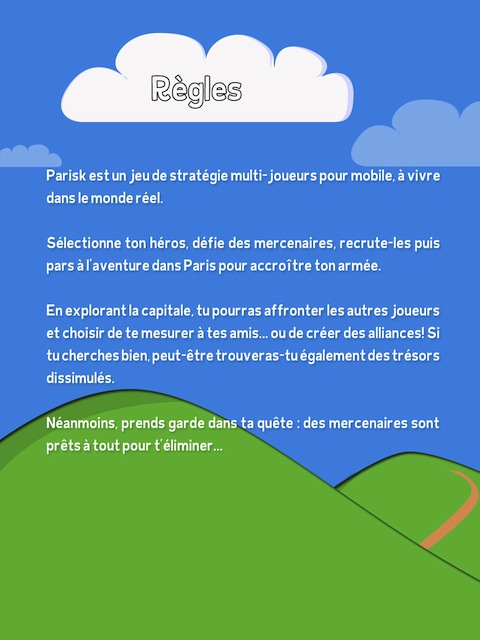 Règles
Parisk est un jeu de stratégie multi-joueurs pour mobile, à vivre
dans le monde réel.
Sélectionne ton héros, défie des mercenaires, recrute-les puis
pars à l'aventure dans Paris pour accroître ton armée.
En explorant la capitale, tu pourras affronter les autres joueurs
et choisir de te mesurer à tes amis... ou de créer des alliances! Si
tu cherches bien, peut-être trouveras-tu également des trésors
dissimulés.
Néanmoins, prends garde dans ta quête : des mercenaires sont
prêts à tout pour t'éliminer...